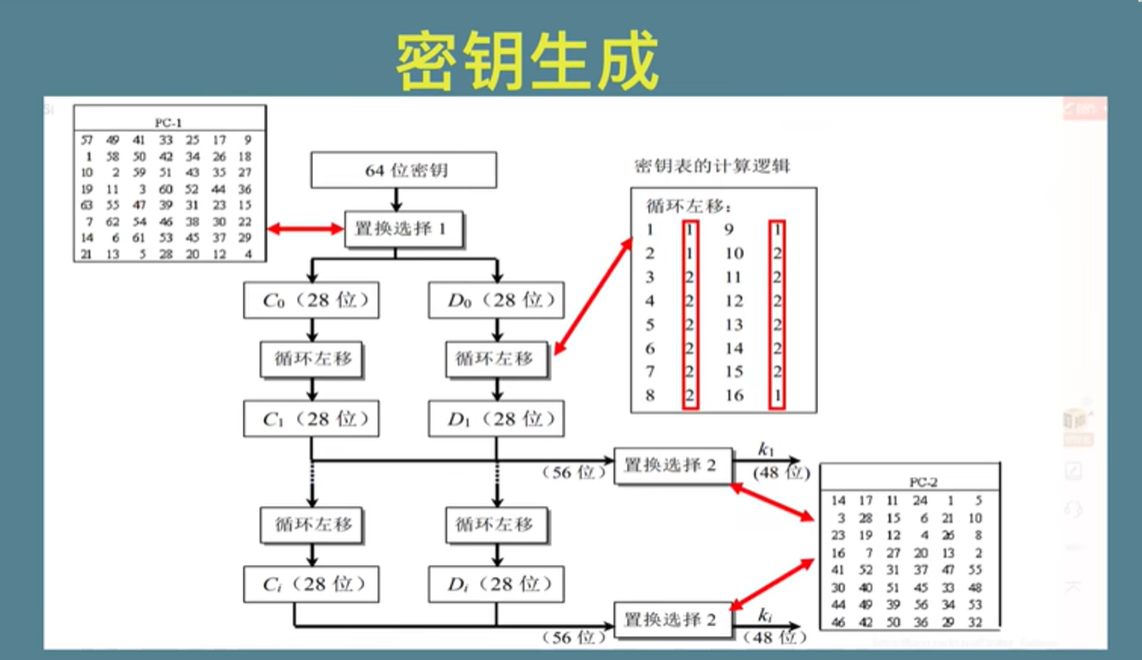 密钥生成
PC-1
57 49 41 33 25 17 9
1 58 50 42 34 26 18
10 2 59 51 43 35 27
19 11 3 60 52 44 36
63 55 47 39 31 23 15
7 62 54 46 38 30 22
14 6 61 53 45 37 29
21 13 5 28 20 12 4
64 位密钥
置换选择 1
C0（28 位）
D0（28 位）
循环左移
循环左移
C1（28 位）
D1（28 位）
循环左移
循环左移
Ci（28 位）
Di（28 位）
密钥表的计算逻辑
循环左移：
1 1 9 1
2 1 10 2
3 2 11 2
4 2 12 2
5 2 13 2
6 2 14 2
7 2 15 2
8 2 16 1
（56 位）
置换选择 2
k1
(48 位)
（56 位）
置换选择 2
ki
（48 位）
PC-2
14 17 11 24 1 5
3 28 15 6 21 10
23 19 12 4 26 8
16 7 27 20 13 2
41 52 31 37 47 55
30 40 51 45 33 48
44 49 39 56 34 53
46 42 50 36 29 32